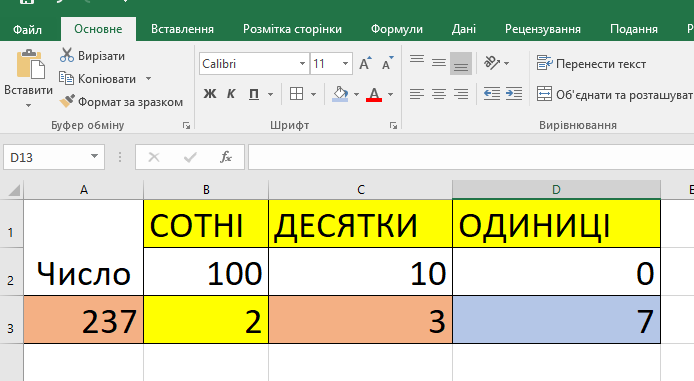 Файл Основне Вставлення Розмітка сторінки Формули Дані Рецензування Подання
Вставити
Вирізати
Копіювати
Формат за зразком
Буфер обміну
Calibri 11 A A
Ж К П A
Шрифт
Перенести текст
Об'єднати та розташуват
Вирівнювання
D13 fx
A B C D E
1 СОТНІ ДЕСЯТКИ ОДИНИЦІ
2 Число 100 10 0
3 237 2 3 7